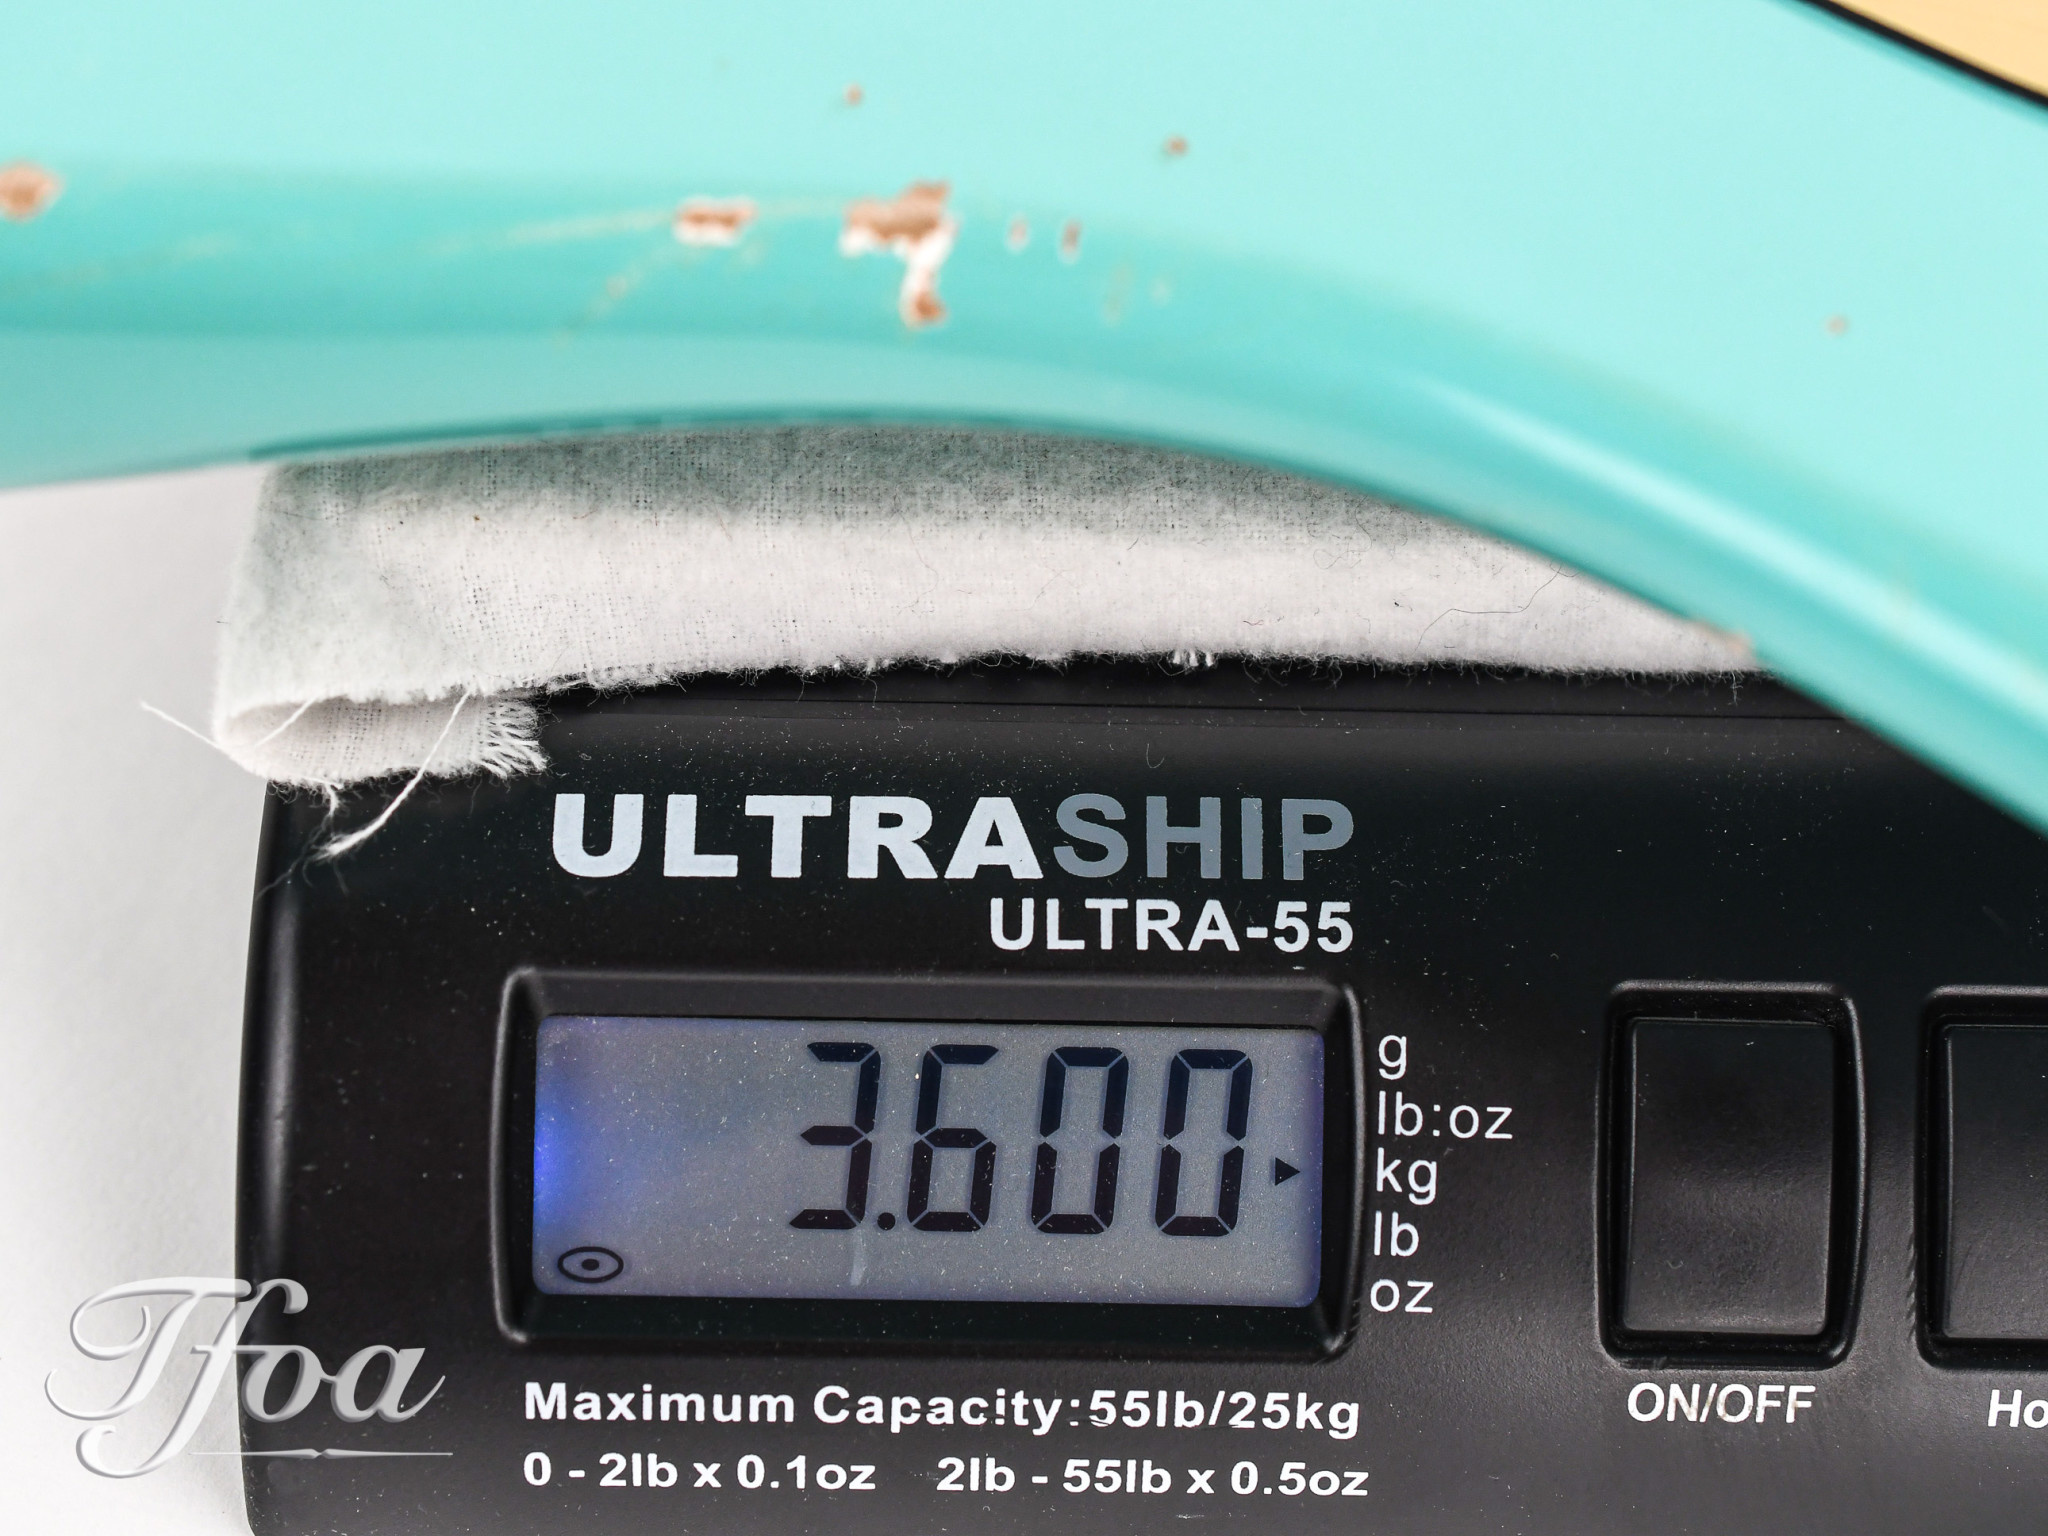 ULTRASHIP
ULTRA-55
3.600
g
lb:oz
kg
lb
oz
ON/OFF
Ho
Maximum Capacity:55lb/25kg
0 - 2lb x 0.1oz 2lb - 55lb x 0.5oz
Tfoa